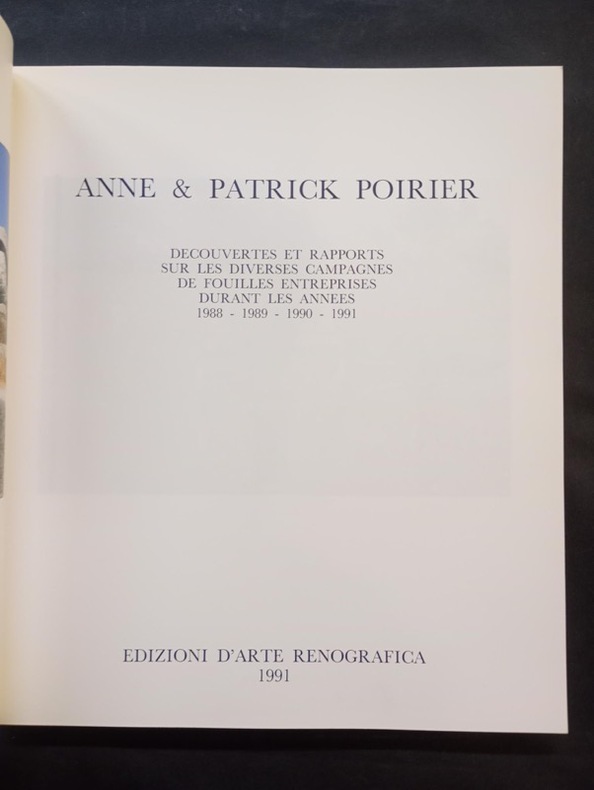 ANNE & PATRICK POIRIER
DECOUVERTES ET RAPPORTS
SUR LES DIVERSES CAMPAGNES
DE FOUILLES ENTREPRISES
DURANT LES ANNEES
1988 - 1989 - 1990 - 1991
EDIZIONI D'ARTE RENOGRAFICA
1991